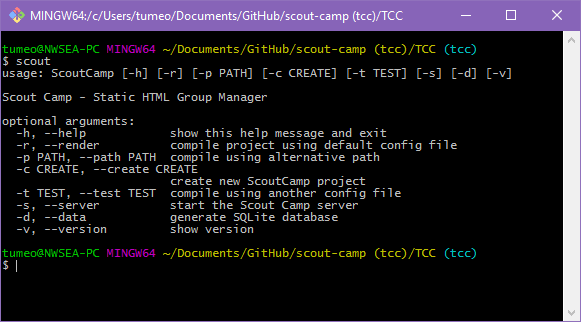 MINGW64:/c/Users/tumeo/Documents/GitHub/scout-camp (tcc)/TCC
tumeo@NWSEA-PC MINGW64 ~/Documents/GitHub/scout-camp (tcc)/TCC (tcc)
$ scout
usage: ScoutCamp [-h] [-r] [-p PATH] [-c CREATE] [-t TEST] [-s] [-d] [-v]
Scout Camp - Static HTML Group Manager
optional arguments:
-h, --help show this help message and exit
-r, --render compile project using default config file
-p PATH, --path PATH compile using alternative path
-c CREATE, --create CREATE
create new ScoutCamp project
-t TEST, --test TEST compile using another config file
-s, --server start the Scout Camp server
-d, --data generate SQLite database
-v, --version show version
tumeo@NWSEA-PC MINGW64 ~/Documents/GitHub/scout-camp (tcc)/TCC (tcc)
$